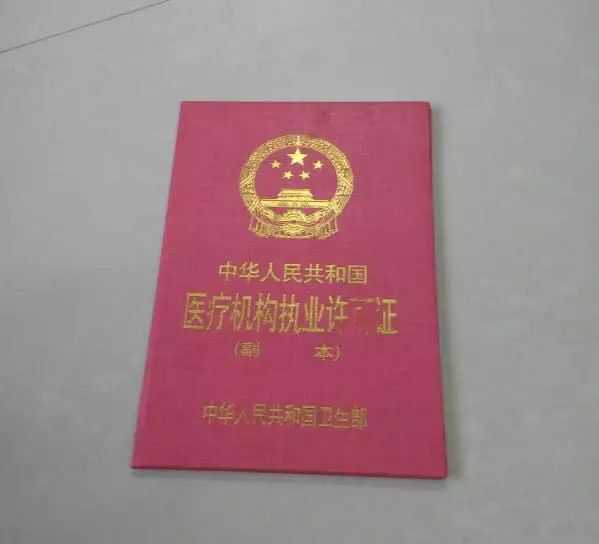 中华人民共和国
医疗机构执业许可证
(副 本)
中华人民共和国卫生部